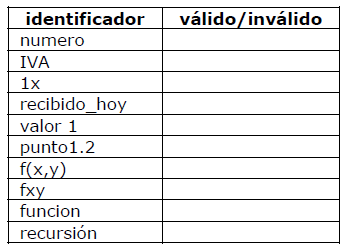 identificador válido/inválido
numero
IVA
1x
recibido_hoy
valor 1
punto1.2
f(x,y)
fxy
funcion
recursión